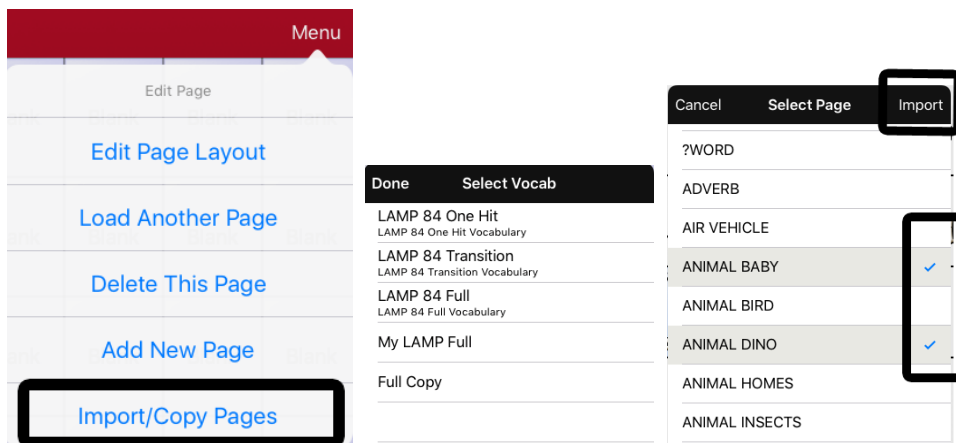 Menu
Edit Page
Edit Page Layout
Load Another Page
Delete This Page
Add New Page
Import/Copy Pages
Done Select Vocab
LAMP 84 One Hit
LAMP 84 One Hit Vocabulary
LAMP 84 Transition
LAMP 84 Transition Vocabulary
LAMP 84 Full
LAMP 84 Full Vocabulary
My LAMP Full
Full Copy
Cancel Select Page Import
?WORD
ADVERB
AIR VEHICLE
ANIMAL BABY
ANIMAL BIRD
ANIMAL DINO
ANIMAL HOMES
ANIMAL INSECTS